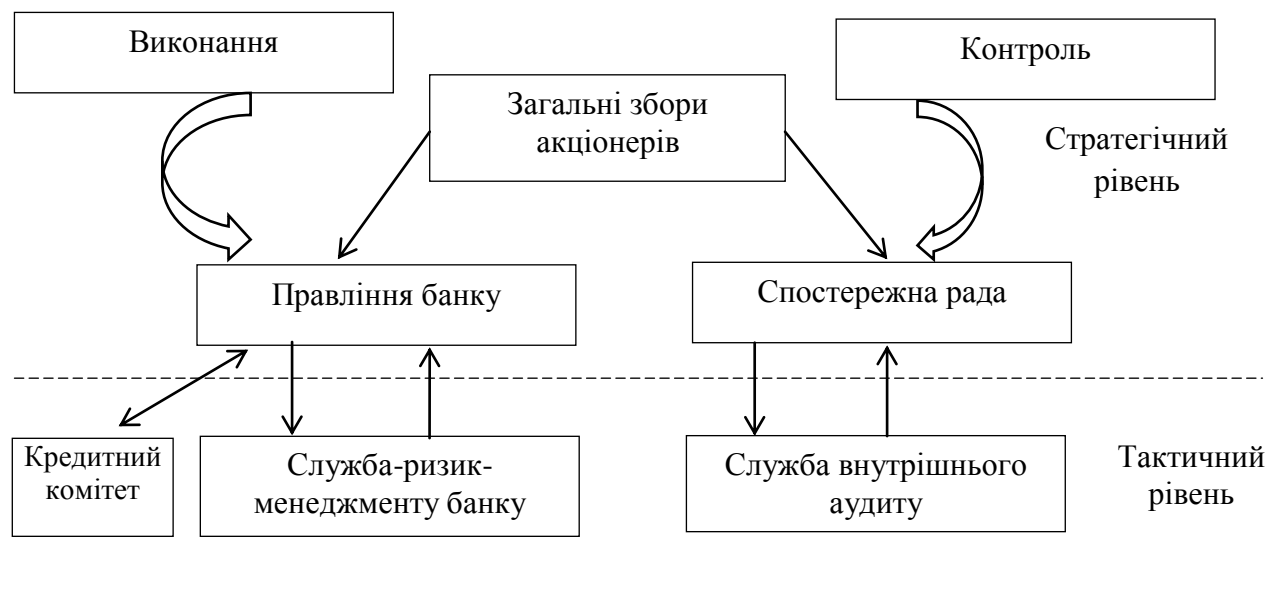 Виконання
Контроль
Загальні збори
акціонерів
Стратегічний
рівень
Правління банку
Спостережна рада
Кредитний
комітет
Служба-ризик-
менеджменту банку
Служба внутрішнього
аудиту
Тактичний
рівень